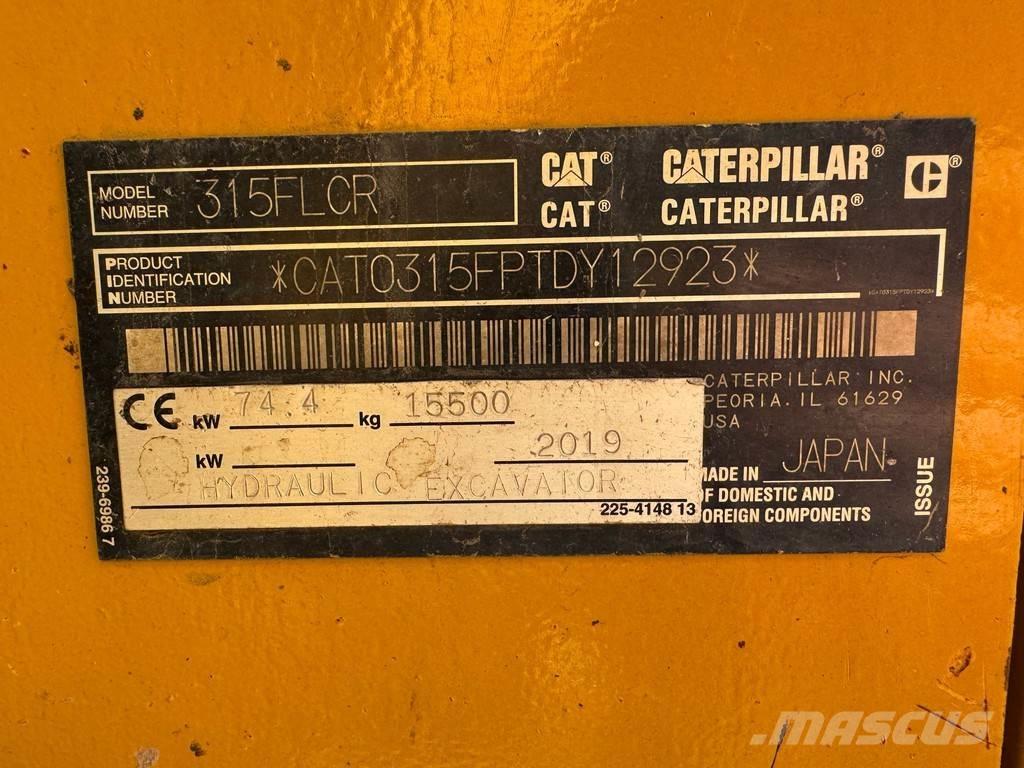 MODEL NUMBER 315FLCR
CAT® CATERPILLAR® ®
CAT® CATERPILLAR®
PRODUCT IDENTIFICATION NUMBER *CAT0315FPTDY12923*
*CAT0315FPTDY12923*
CATERPILLAR INC.
PEORIA. IL 61629
USA
CE kW 74.4 kg 15500
kW 2019
HYDRAULIC EXCAVATOR
225-4148 13
MADE IN JAPAN
OF DOMESTIC AND
FOREIGN COMPONENTS
239-6986 7
ISSUE
MASCUS